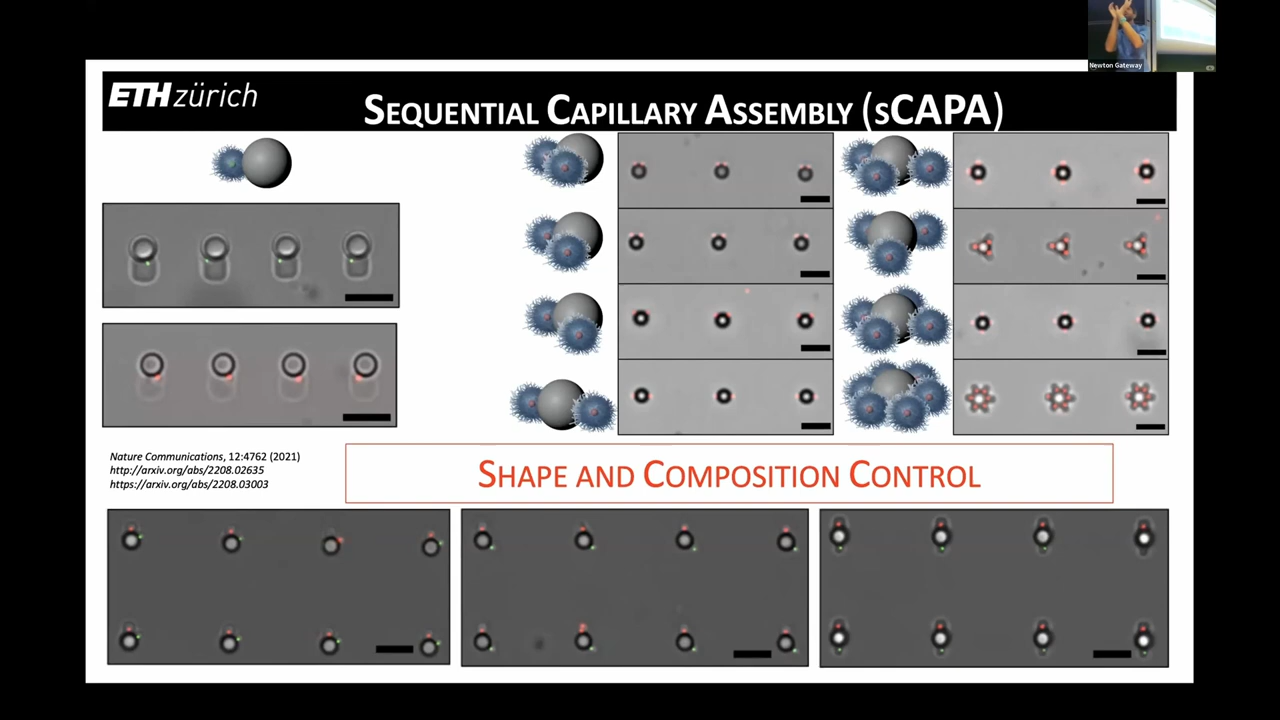 Newton Gateway
ETH zürich
SEQUENTIAL CAPILLARY ASSEMBLY (sCAPA)
Nature Communications, 12:4762 (2021)
http://arxiv.org/abs/2208.02635
https://arxiv.org/abs/2208.03003
SHAPE AND COMPOSITION CONTROL